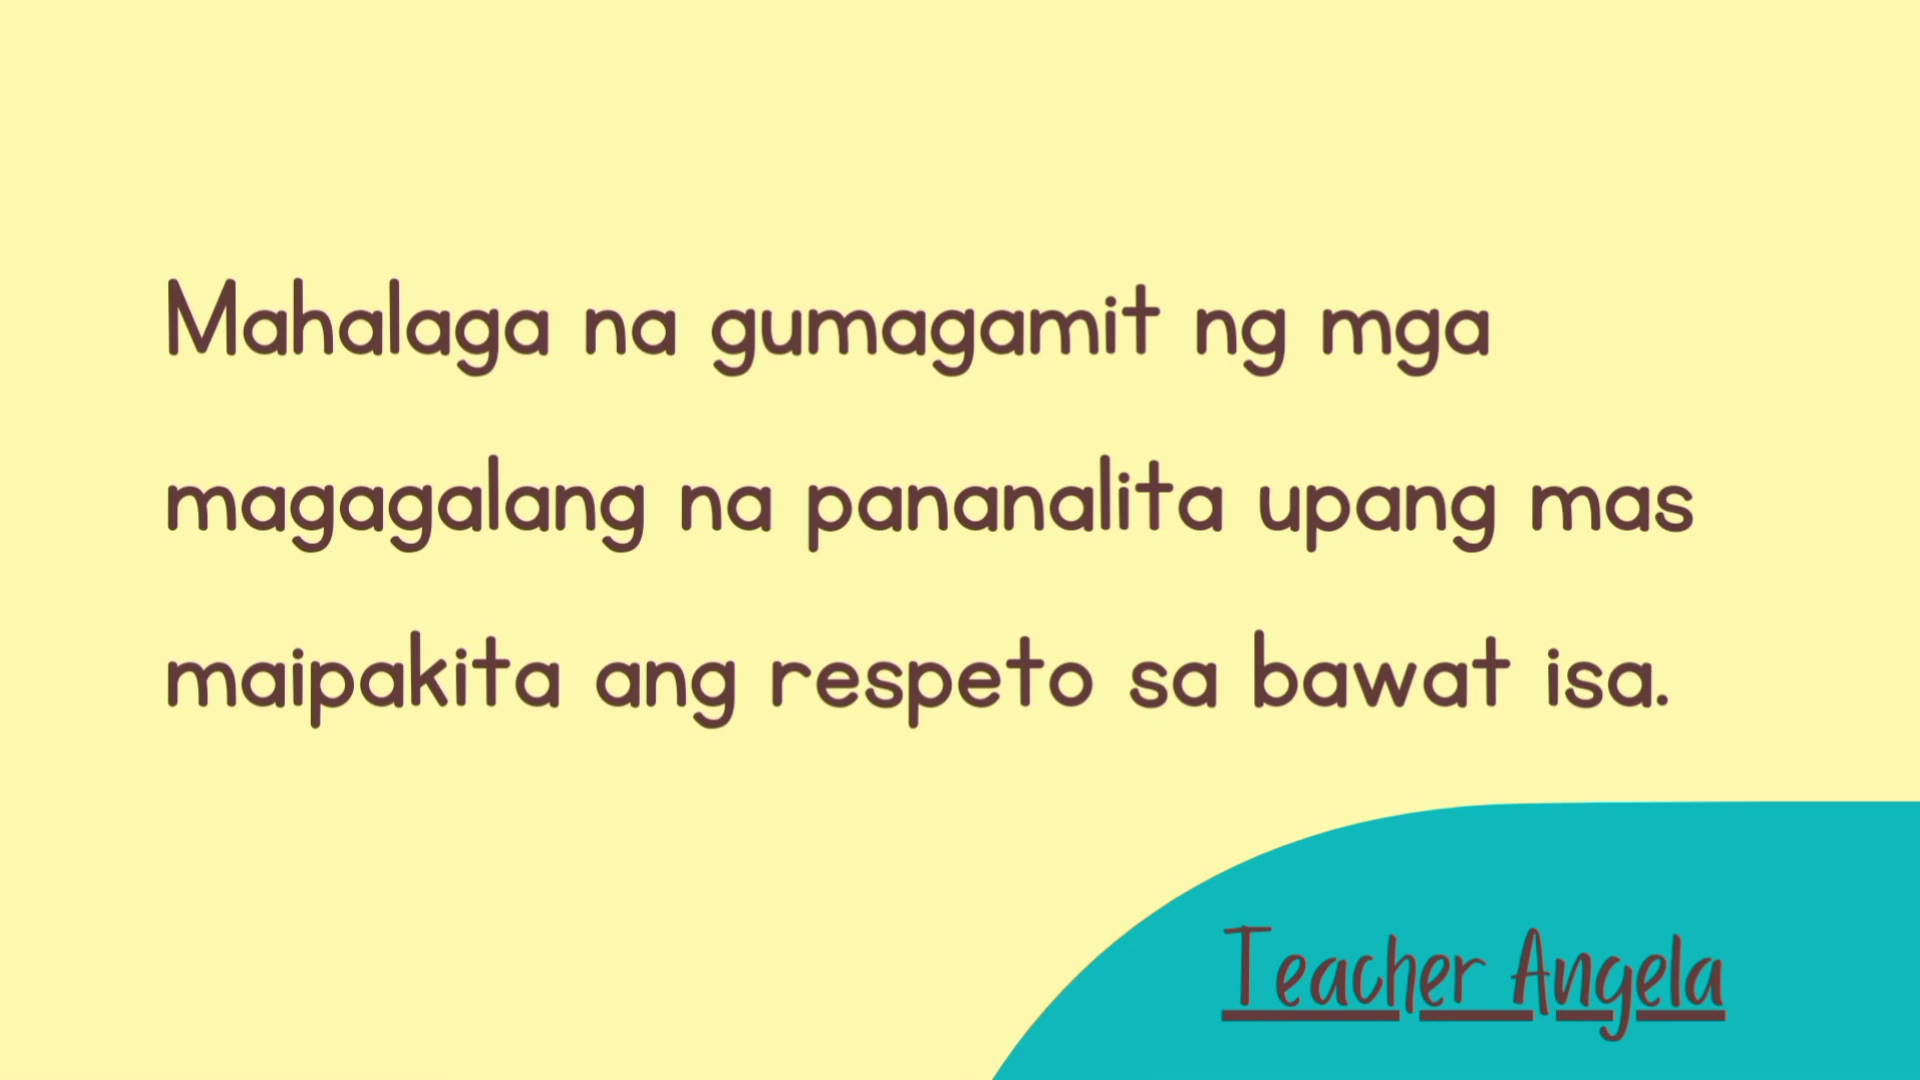 Mahalaga na gumagamit ng mga
magagalang na pananalita upang mas
maipakita ang respeto sa bawat isa.
Teacher Angela